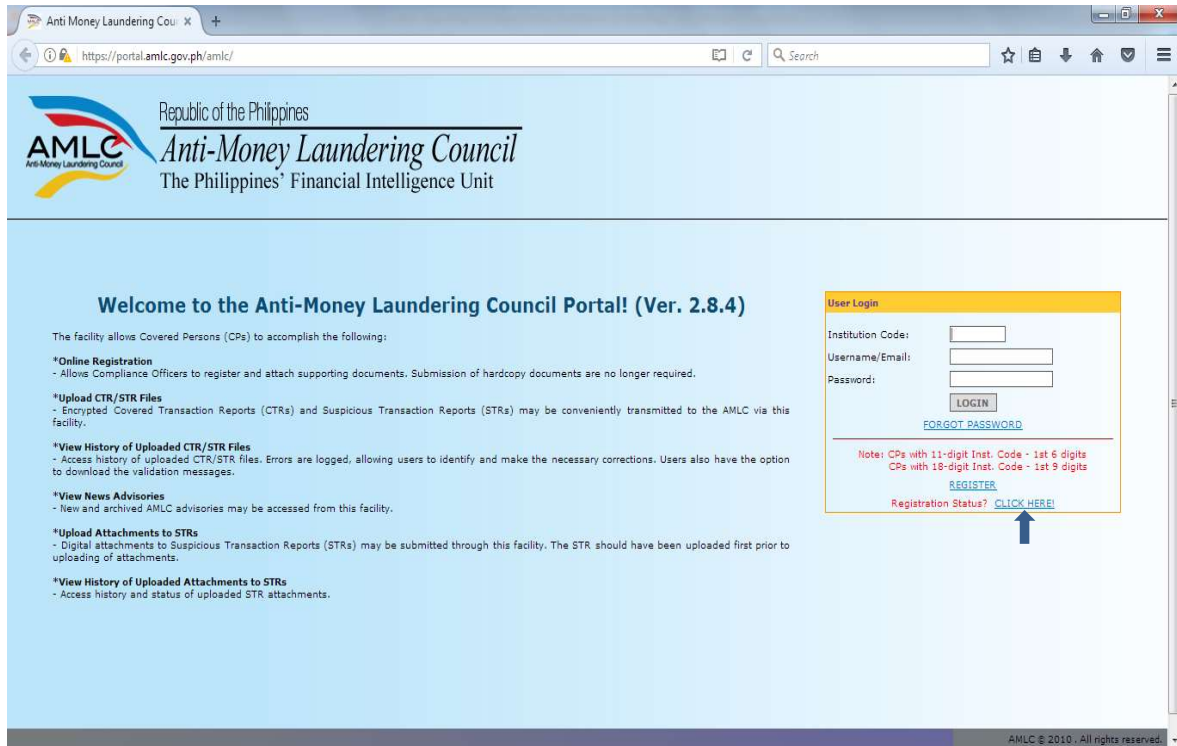 Anti Money Laundering Cour
https://portal.amlc.gov.ph/amlc/
Search
AMLC
Anti-Money Laundering Council
Republic of the Philippines
Anti-Money Laundering Council
The Philippines' Financial Intelligence Unit
Welcome to the Anti-Money Laundering Council Portal! (Ver. 2.8.4)
The facility allows Covered Persons (CPs) to accomplish the following:
*Online Registration
- Allows Compliance Officers to register and attach supporting documents. Submission of hardcopy documents are no longer required.
*Upload CTR/STR Files
- Encrypted Covered Transaction Reports (CTRs) and Suspicious Transaction Reports (STRs) may be conveniently transmitted to the AMLC via this
facility.
*View History of Uploaded CTR/STR Files
- Access history of uploaded CTR/STR files. Errors are logged, allowing users to identify and make the necessary corrections. Users also have the option
to download the validation messages.
*View News Advisories
- New and archived AMLC advisories may be accessed from this facility.
*Upload Attachments to STRs
- Digital attachments to Suspicious Transaction Reports (STRs) may be submitted through this facility. The STR should have been uploaded first prior to
uploading of attachments.
*View History of Uploaded Attachments to STRs
- Access history and status of uploaded STR attachments.
User Login
Institution Code:
Username/Email:
Password:
LOGIN
FORGOT PASSWORD
Note: CPs with 11-digit Inst. Code - 1st 6 digits
CPs with 18-digit Inst. Code - 1st 9 digits
REGISTER
Registration Status? CLICK HERE!
AMLC © 2010 . All rights reserved.